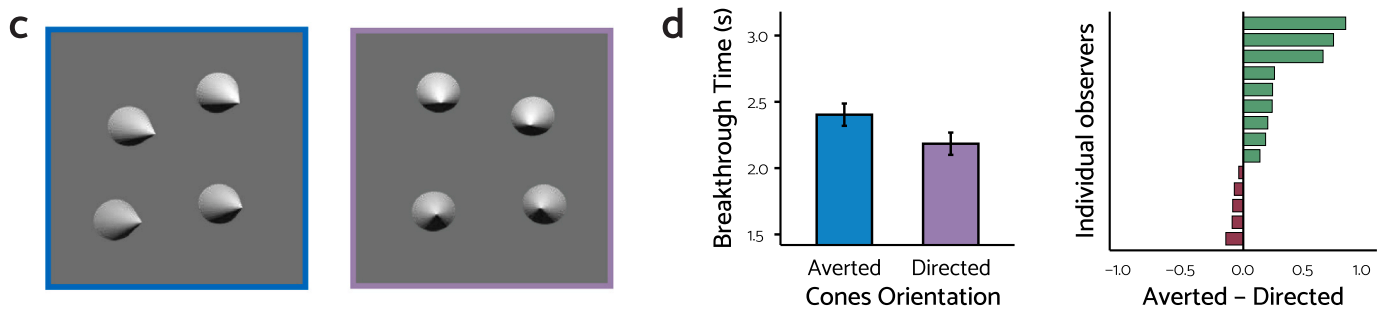 c
d
Breakthrough Time (s)
3.0
2.5
2.0
1.5
Averted
Directed
Cones Orientation
Individual observers
−1.0
−0.5
0.0
0.5
1.0
Averted – Directed